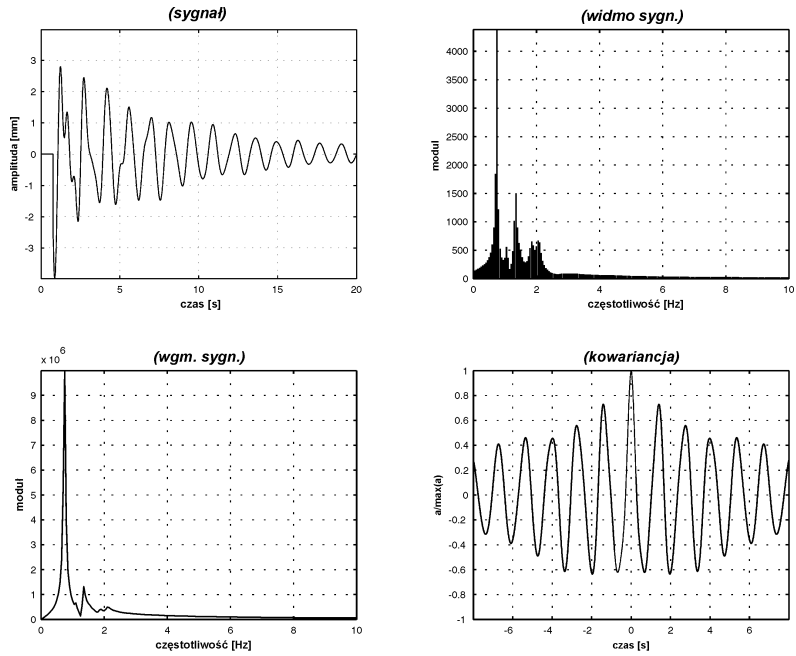 (sygnał)
3
2
1
0
-1
-2
-3
amplituda [mm]
0 5 10 15 20
czas [s]
(widmo sygn.)
4000
3500
3000
2500
2000
1500
1000
500
0
moduł
0 2 4 6 8 10
częstotliwość [Hz]
(wgm. sygn.)
x 10 6
9
8
7
6
5
4
3
2
1
0
moduł
0 2 4 6 8 10
częstotliwość [Hz]
(kowariancja)
1
0.8
0.6
0.4
0.2
0
-0.2
-0.4
-0.6
-0.8
-1
a/max(a)
-6 -4 -2 0 2 4 6
czas [s]